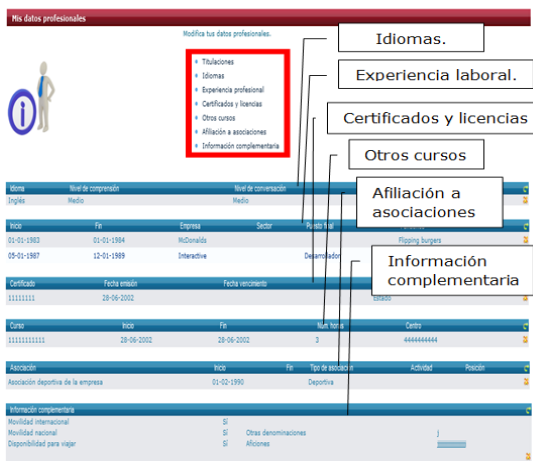 Mis datos profesionales
Modifica tus datos profesionales.
Titulaciones
Idiomas
Experiencia profesional
Certificados y licencias
Otros cursos
Afiliación a asociaciones
Información complementaria
Idiomas.
Experiencia laboral.
Certificados y licencias
Otros cursos
Afiliación a
asociaciones
Información
complementaria
Idioma Nivel de comprensión Nivel de conversación
Inglés Medio Medio
Inicio Fin Empresa Sector Puesto final
01-01-1983 01-01-1984 McDonalds Flipping burgers
05-01-1987 12-01-1989 Interactive Desarrollador
Certificado Fecha emisión Fecha vencimiento
11111111 28-06-2002 Estado
Curso Inicio Fin Núm horas Centro
11111111111 28-06-2002 28-06-2002 3 4444444444
Asociación Inicio Fin Tipo de asociación Actividad Posición
Asociación deportiva de la empresa 01-02-1990 Deportiva
Información complementaria
Movilidad internacional Sí
Movilidad nacional Sí Otras denominaciones j
Disponibilidad para viajar Sí Aficiones